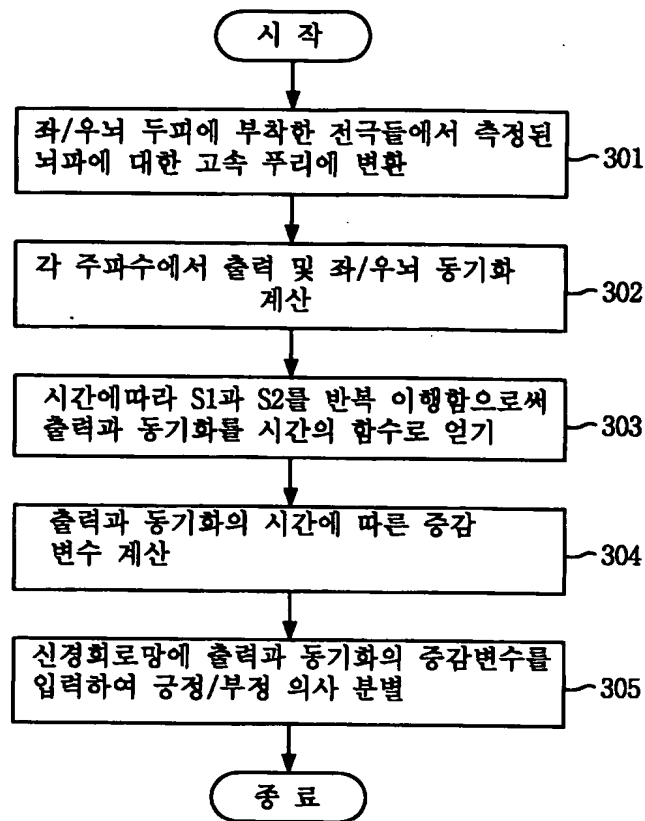 시 작
좌/우뇌 두피에 부착한 전극들에서 측정된
뇌파에 대한 고속 푸리에 변환
301
각 주파수에서 출력 및 좌/우뇌 동기화
계산
302
시간에따라 S1과 S2를 반복 이행함으로써
출력과 동기화를 시간의 함수로 얻기
303
출력과 동기화의 시간에 따른 증감
변수 계산
304
신경회로망에 출력과 동기화의 증감변수를
입력하여 긍정/부정 의사 분별
305
종 료